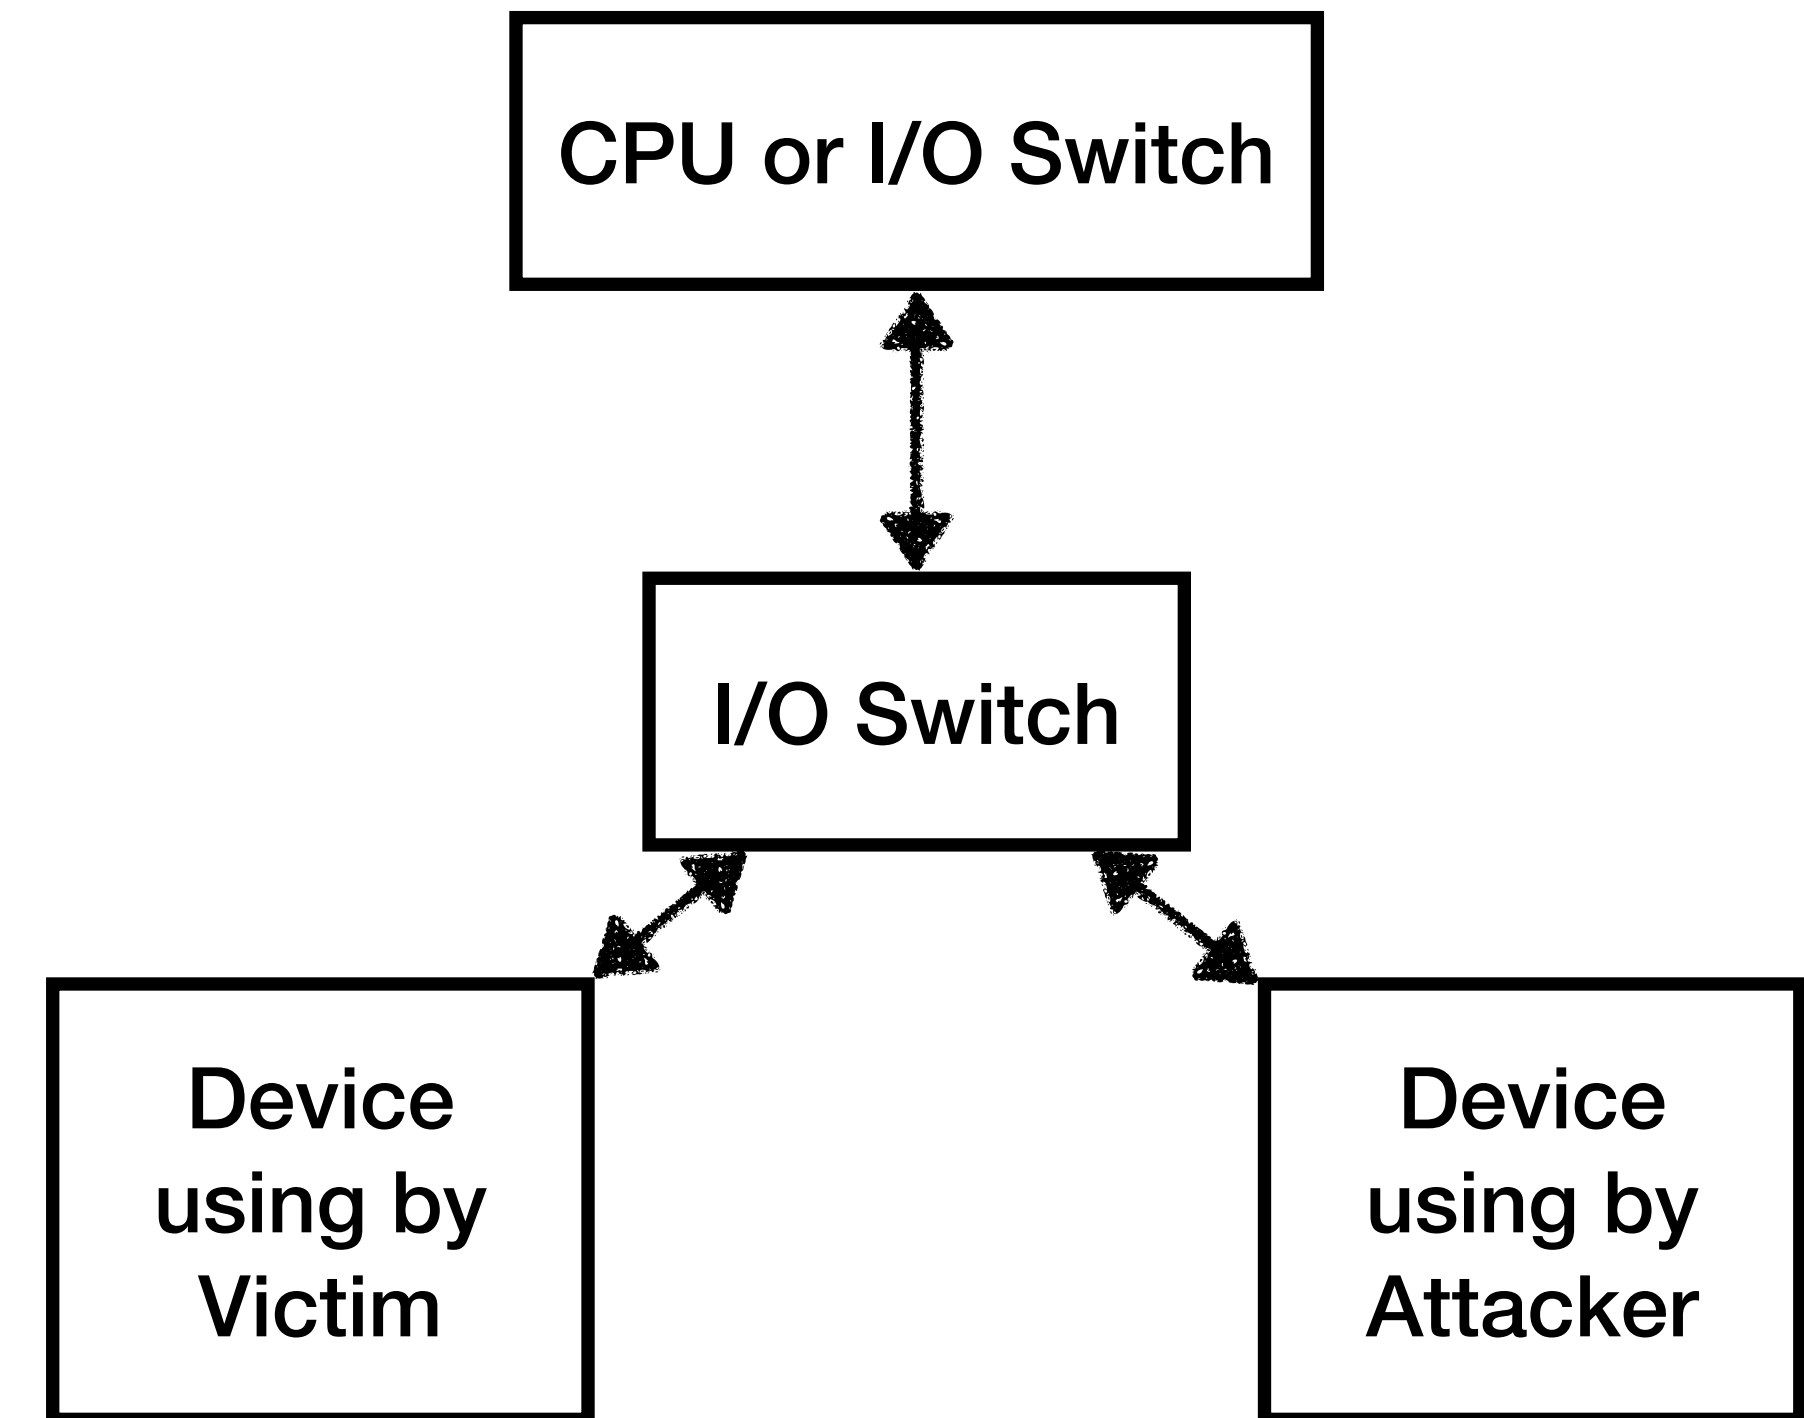 CPU or I/O Switch
I/O Switch
Device
using by
Victim
Device
using by
Attacker